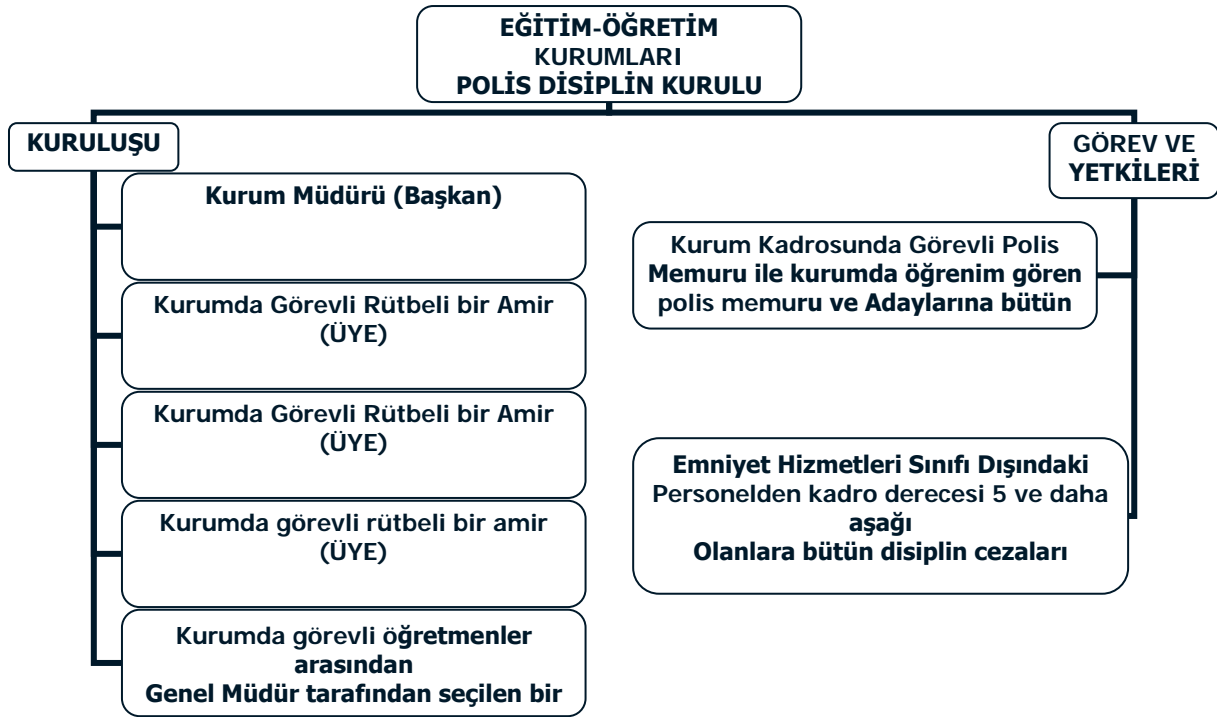 EĞİTİM-ÖĞRETİM
KURUMLARI
POLİS DİSİPLİN KURULU
KURULUŞU
Kurum Müdürü (Başkan)
Kurumda Görevli Rütbeli bir Amir
(ÜYE)
Kurumda Görevli Rütbeli bir Amir
(ÜYE)
Kurumda görevli rütbeli bir amir
(ÜYE)
Kurumda görevli öğretmenler
arasından
Genel Müdür tarafından seçilen bir
GÖREV VE
YETKİLERİ
Kurum Kadrosunda Görevli Polis
Memuru ile kurumda öğrenim gören
polis memuru ve Adaylarına bütün
Emniyet Hizmetleri Sınıfı Dışındaki
Personelden kadro derecesi 5 ve daha
aşağı
Olanlara bütün disiplin cezaları